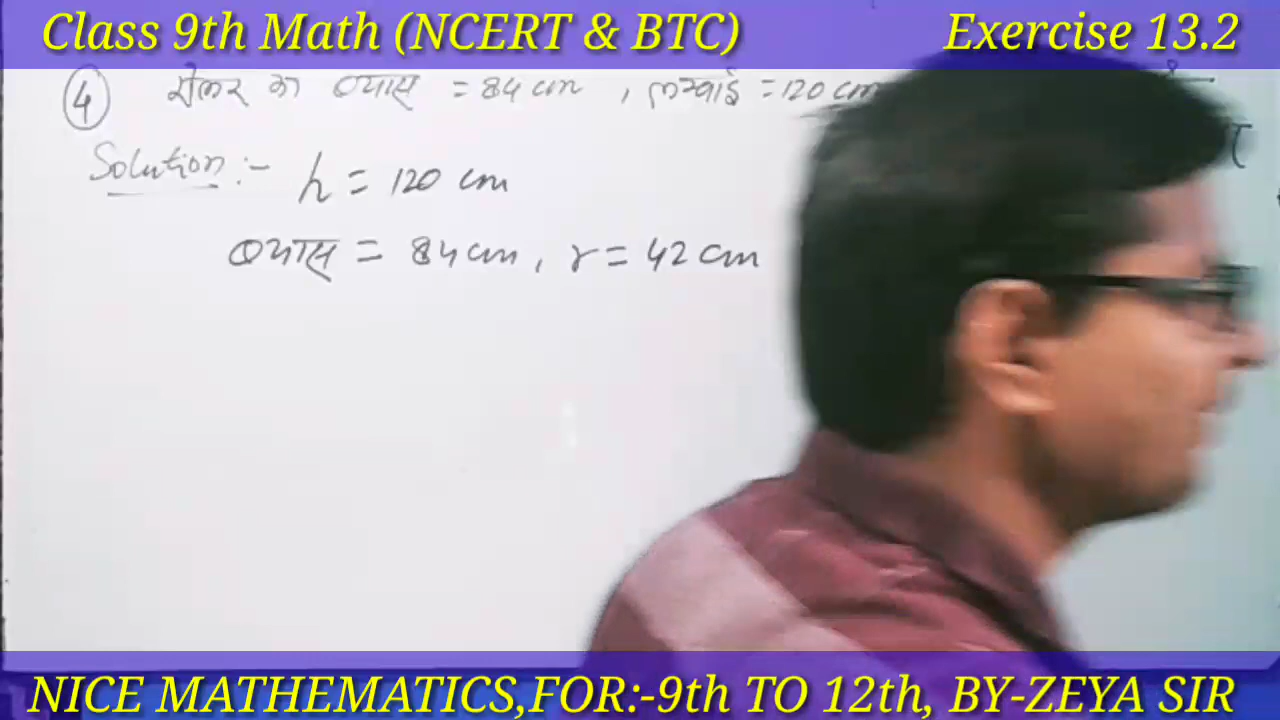 Class 9th Math (NCERT & BTC) Exercise 13.2
④ रोलर का व्यास = 84 cm , लम्बाई = 120 cm
Solution :- h = 120 cm
व्यास = 84 cm , r = 42 cm
NICE MATHEMATICS,FOR:-9th TO 12th, BY-ZEYA SIR